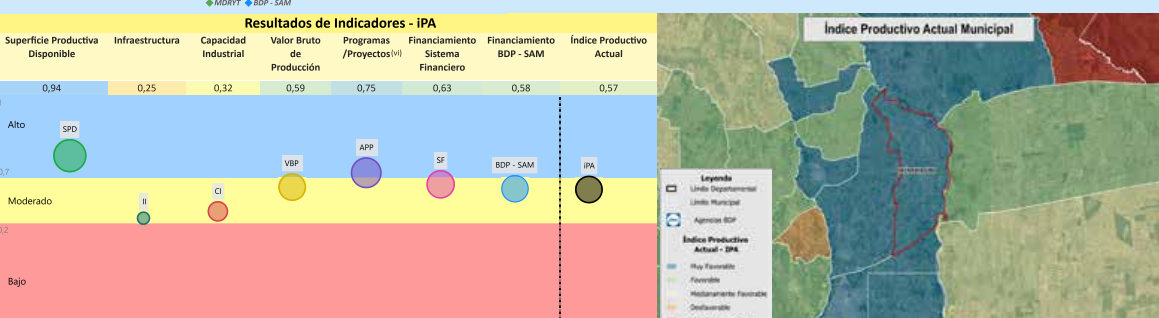 MDRYT BDP - SAM
Resultados de Indicadores - iPA
Superficie Productiva Disponible
Infraestructura
Capacidad Industrial
Valor Bruto de Producción
Programas /Proyectos(vi)
Financiamiento Sistema Financiero
Financiamiento BDP - SAM
Índice Productivo Actual
0,94 0,25 0,32 0,59 0,75 0,63 0,58 0,57
Alto
SPD
APP
SF
VBP
BDP - SAM
iPA
0,7
Moderado
II
CI
0,2
Bajo
Índice Productivo Actual Municipal
Leyenda
Límite Departamental
Límite Municipal
Agencias BDP
Índice Productivo
Actual - IPA
Muy Favorable
Favorable
Medianamente Favorable
Desfavorable